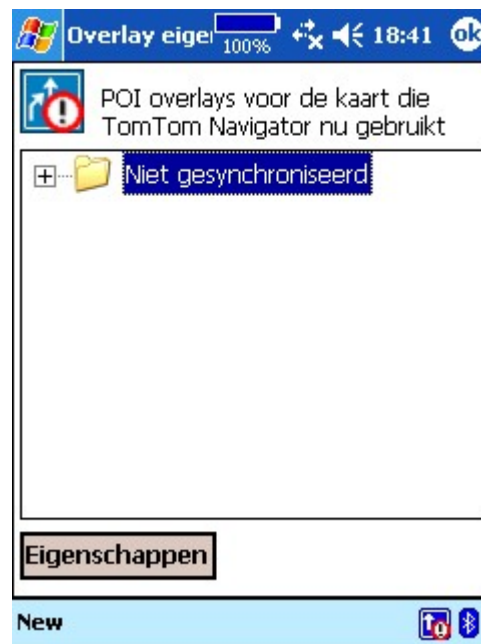 Overlay eiger
100%
18:41
ok
POI overlays voor de kaart die
TomTom Navigator nu gebruikt
Niet gesynchroniseerd
Eigenschappen
New